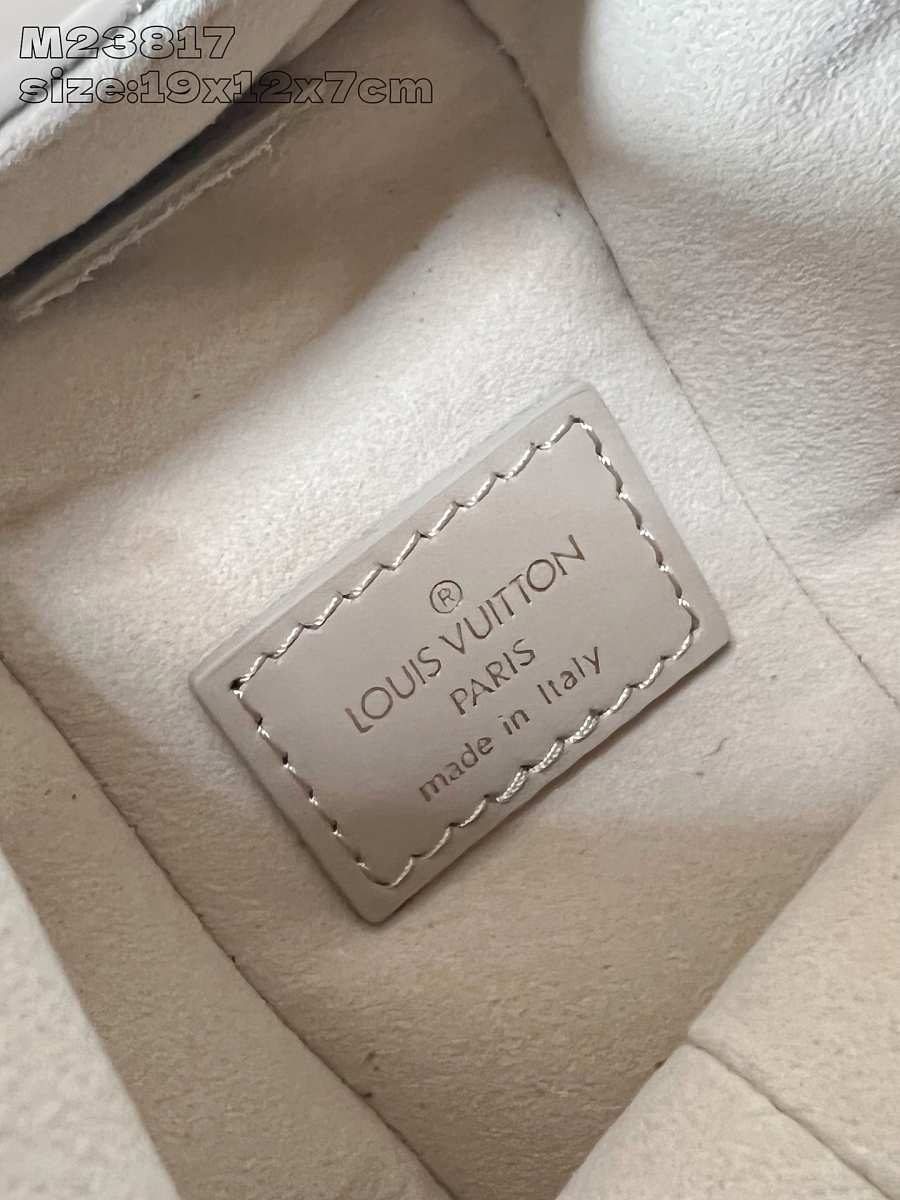 M23817
size:19x12x7cm
®
LOUIS VUITTON
PARIS
made in Italy